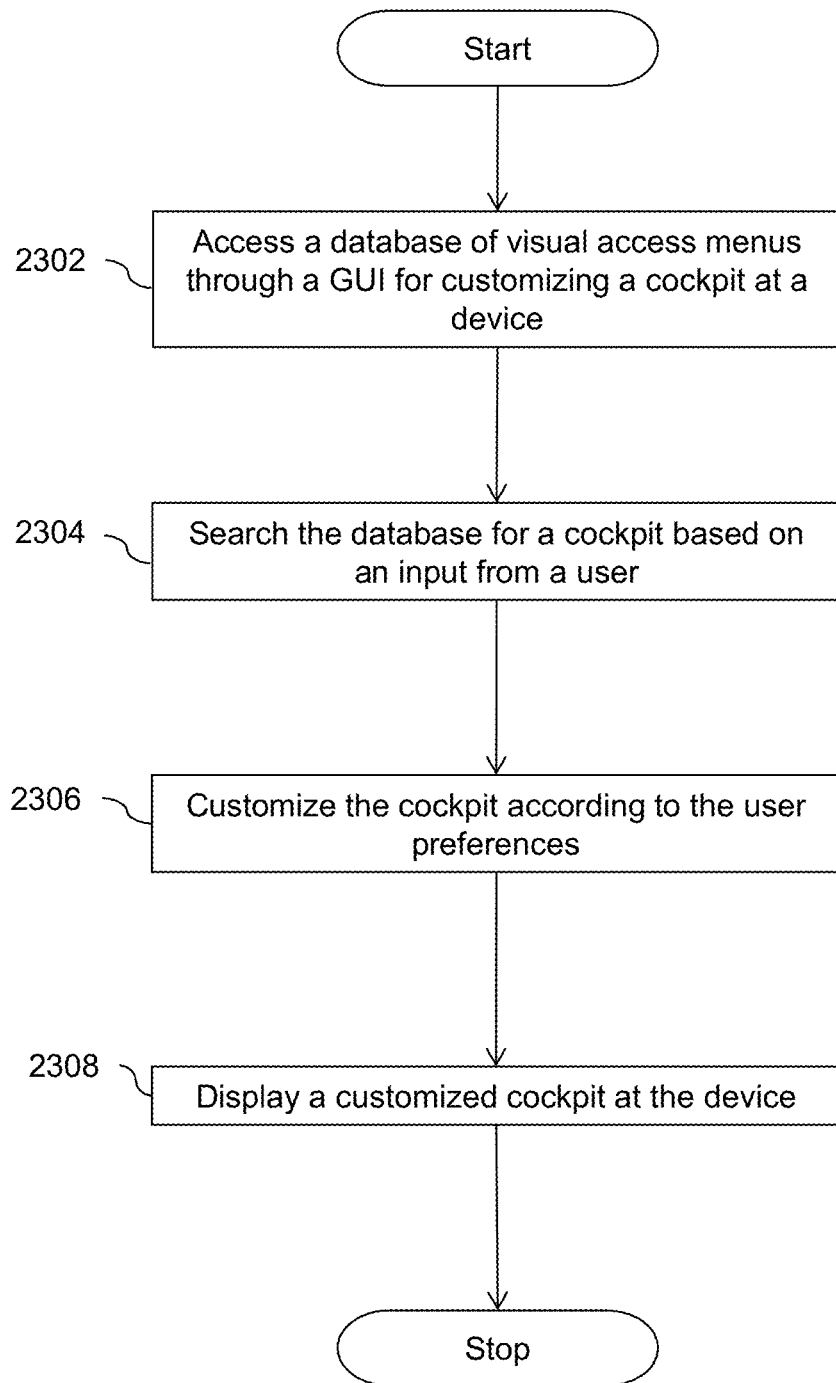 Start
2302
Access a database of visual access menus
through a GUI for customizing a cockpit at a
device
2304
Search the database for a cockpit based on
an input from a user
2306
Customize the cockpit according to the user
preferences
2308
Display a customized cockpit at the device
Stop